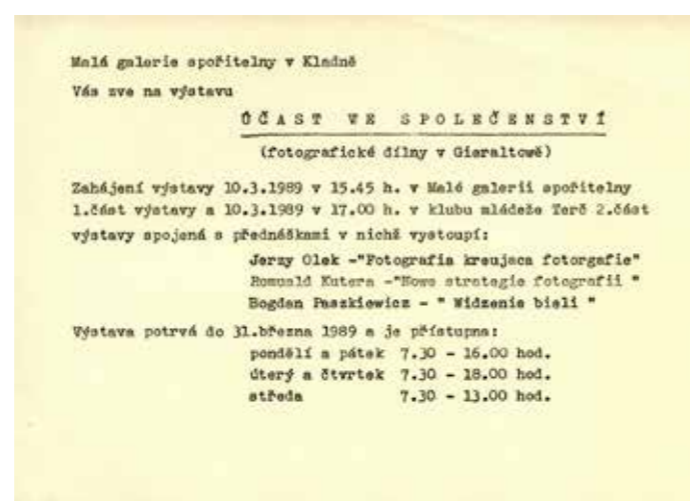 Malá galerie spořitelny v Kladně
Vás zve na výstavu
ÚČAST VE SPOLEČENSTVÍ
(fotografické dílny v Gieraltowě)
Zahájení výstavy 10.3.1989 v 15.45 h. v Malé galerii spořitelny
1.část výstavy a 10.3.1989 v 17.00 h. v klubu mládeže Terč 2.část
výstavy spojená s přednáškami v nichž vystoupí:
Jerzy Olek -"Fotografia kreujaca fotorgafie"
Romuald Kutera -"Nowe strategie fotografii "
Bogdan Paszkiewicz - " Widzenie bieli "
Výstava potrvá do 31.března 1989 a je přístupna:
pondělí a pátek 7.30 - 16.00 hod.
úterý a čtvrtek 7.30 - 18.00 hod.
středa 7.30 - 13.00 hod.